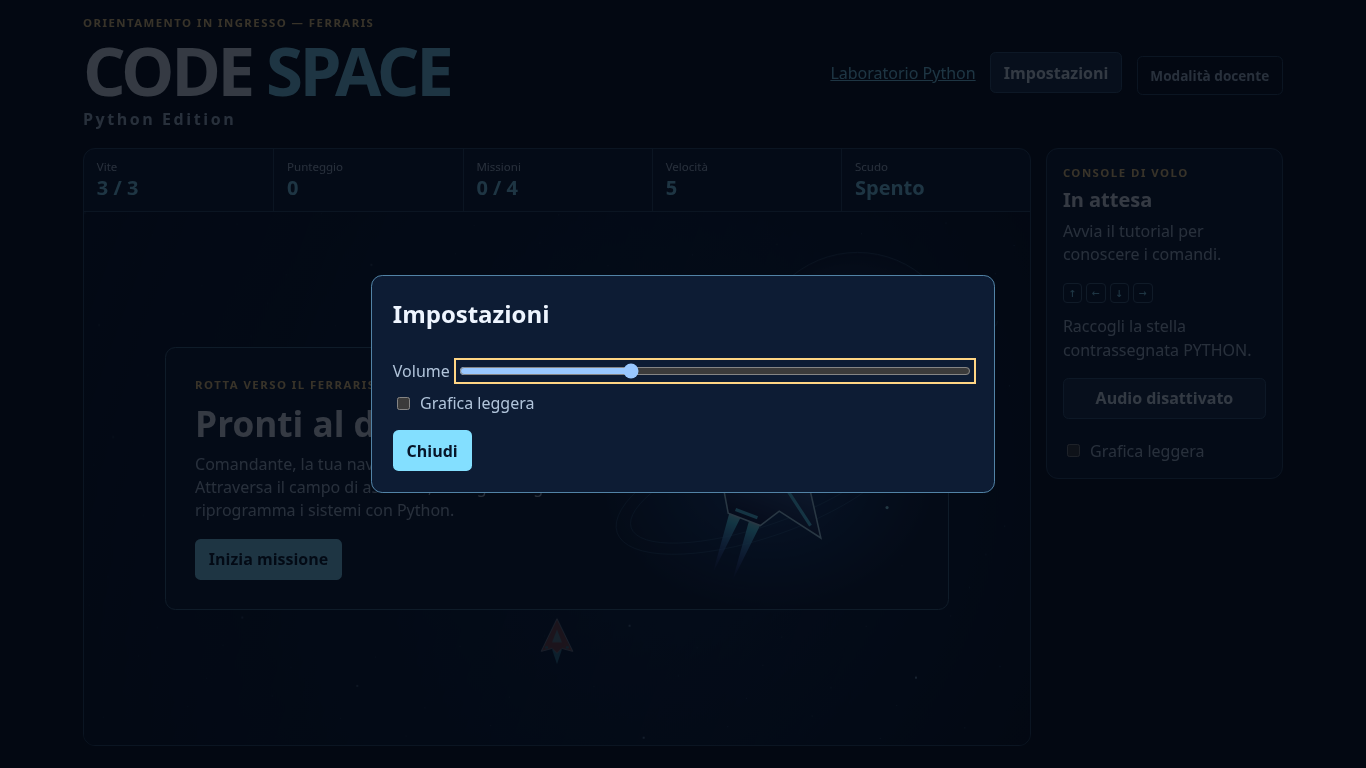 ORIENTAMENTO IN INGRESSO — FERRARIS
CODE SPACE
Python Edition
Laboratorio Python
Impostazioni
Modalità docente
Vite
3 / 3
Punteggio
0
Missioni
0 / 4
Velocità
5
Scudo
Spento
CONSOLE DI VOLO
In attesa
Avvia il tutorial per
conoscere i comandi.
↑ ← ↓ →
Raccogli la stella
contrassegnata PYTHON.
Audio disattivato
Grafica leggera
Impostazioni
Volume
Grafica leggera
Chiudi
ROTTA VERSO IL FERRARIS
Pronti al d
Comandante, la tua nav
Attraversa il campo di
riprogramma i sistemi con Python.
Inizia missione